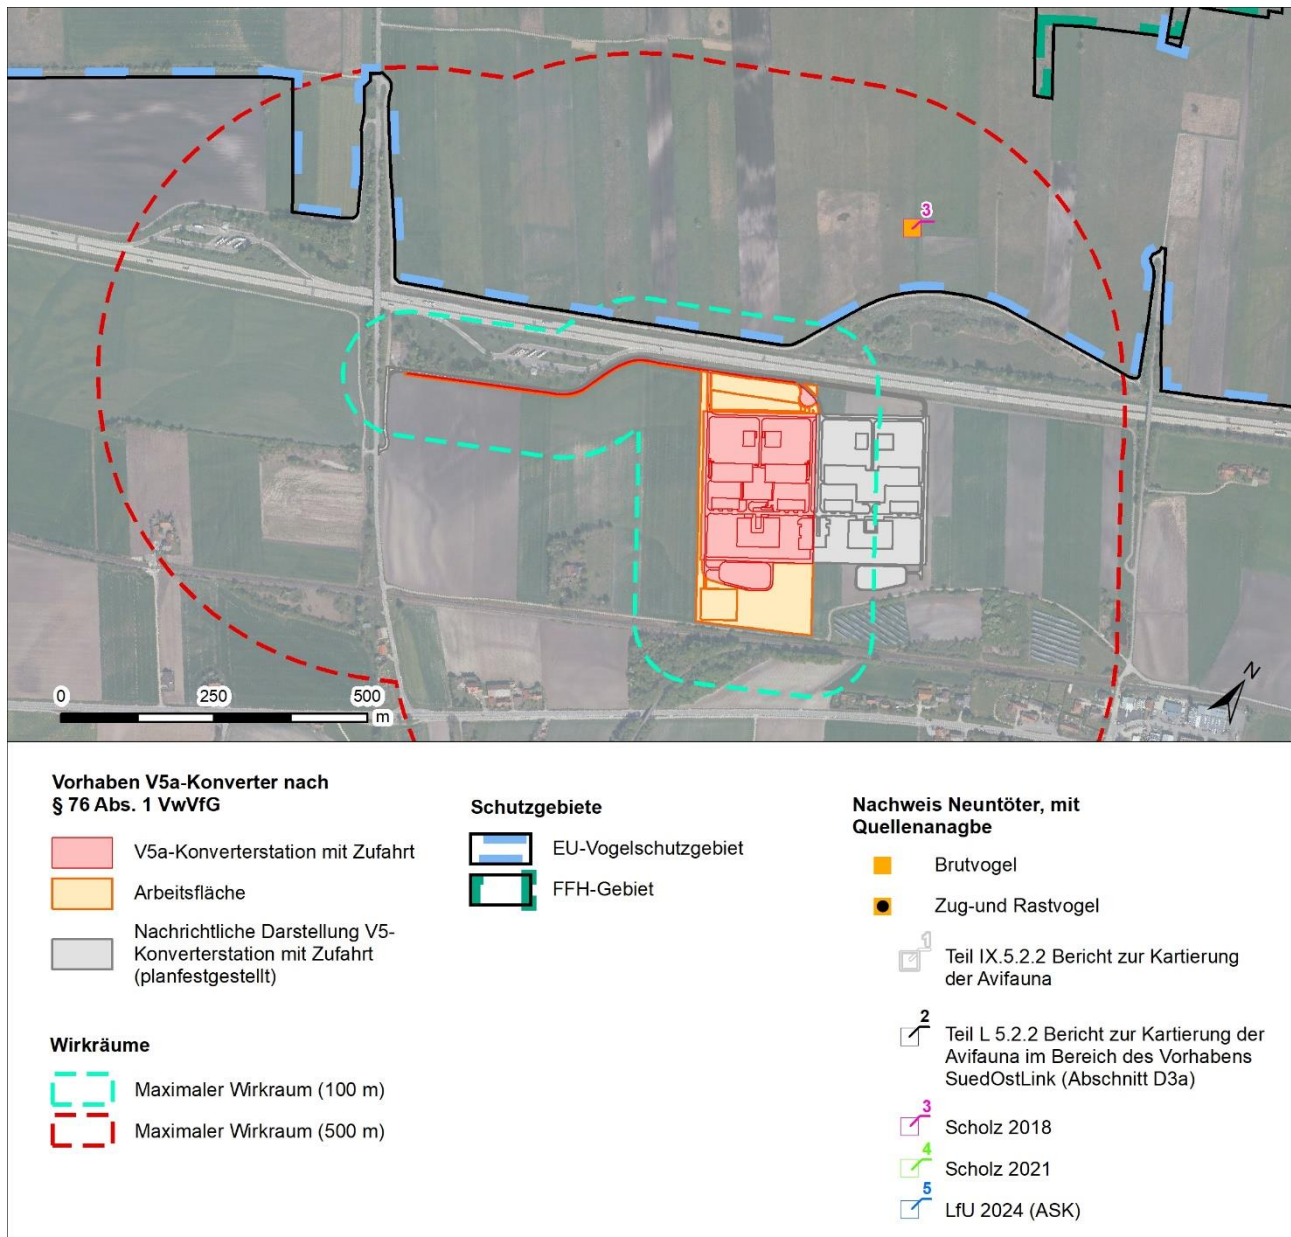 3
N
0
250
500
m
Vorhaben V5a-Konverter nach
§ 76 Abs. 1 VwVfG
V5a-Konverterstation mit Zufahrt
Arbeitsfläche
Nachrichtliche Darstellung V5-
Konverterstation mit Zufahrt
(planfestgestellt)
Wirkräume
Maximaler Wirkraum (100 m)
Maximaler Wirkraum (500 m)
Schutzgebiete
EU-Vogelschutzgebiet
FFH-Gebiet
Nachweis Neuntöter, mit
Quellenanagbe
Brutvogel
Zug-und Rastvogel
1
Teil IX.5.2.2 Bericht zur Kartierung
der Avifauna
2
Teil L 5.2.2 Bericht zur Kartierung der
Avifauna im Bereich des Vorhabens
SuedOstLink (Abschnitt D3a)
3
Scholz 2018
4
Scholz 2021
5
LfU 2024 (ASK)